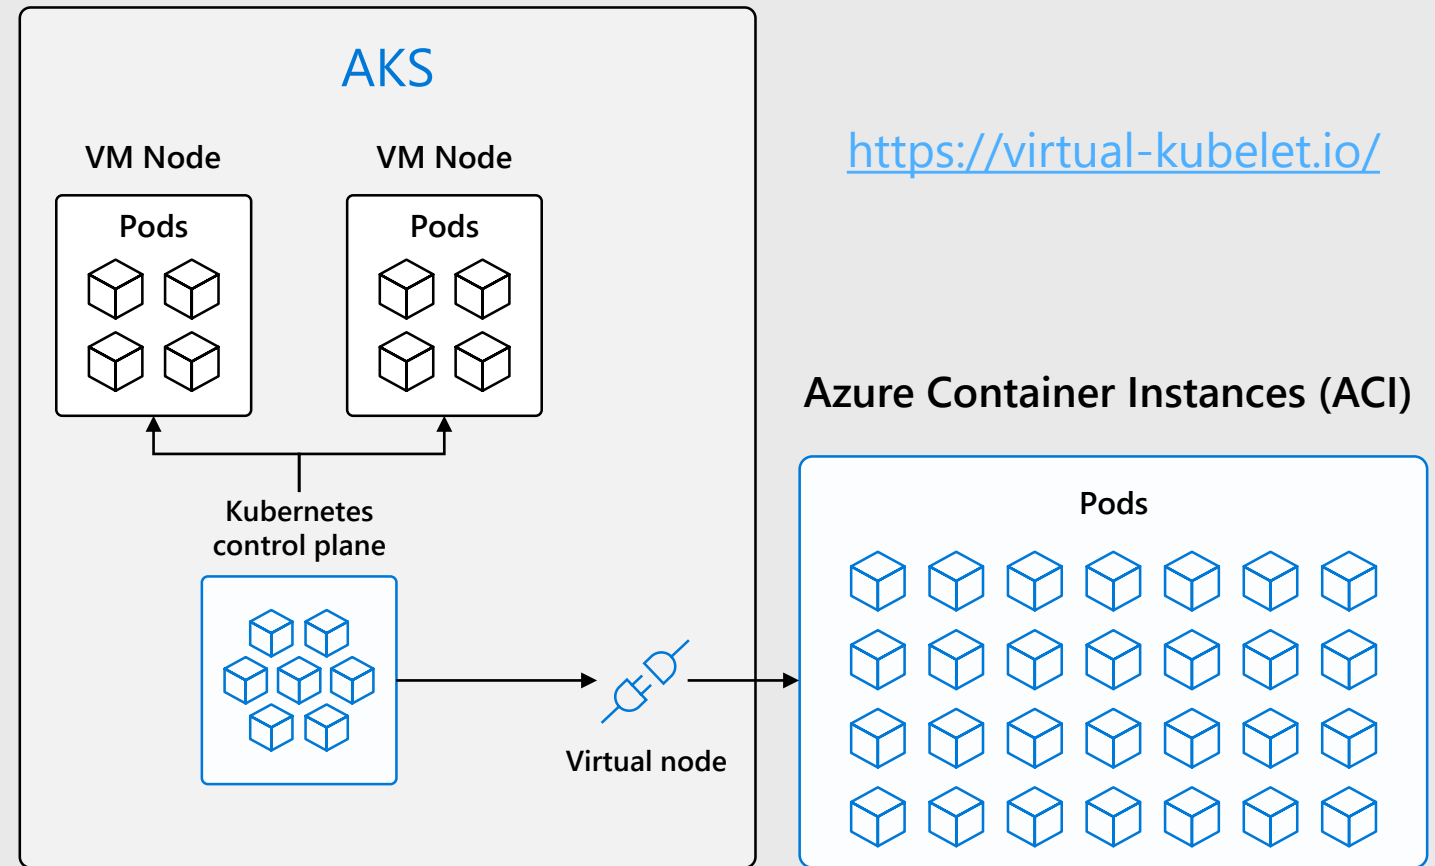 AKS
VM Node
VM Node
Pods
Pods
Kubernetes
control plane
Virtual node
https://virtual-kubelet.io/
Azure Container Instances (ACI)
Pods